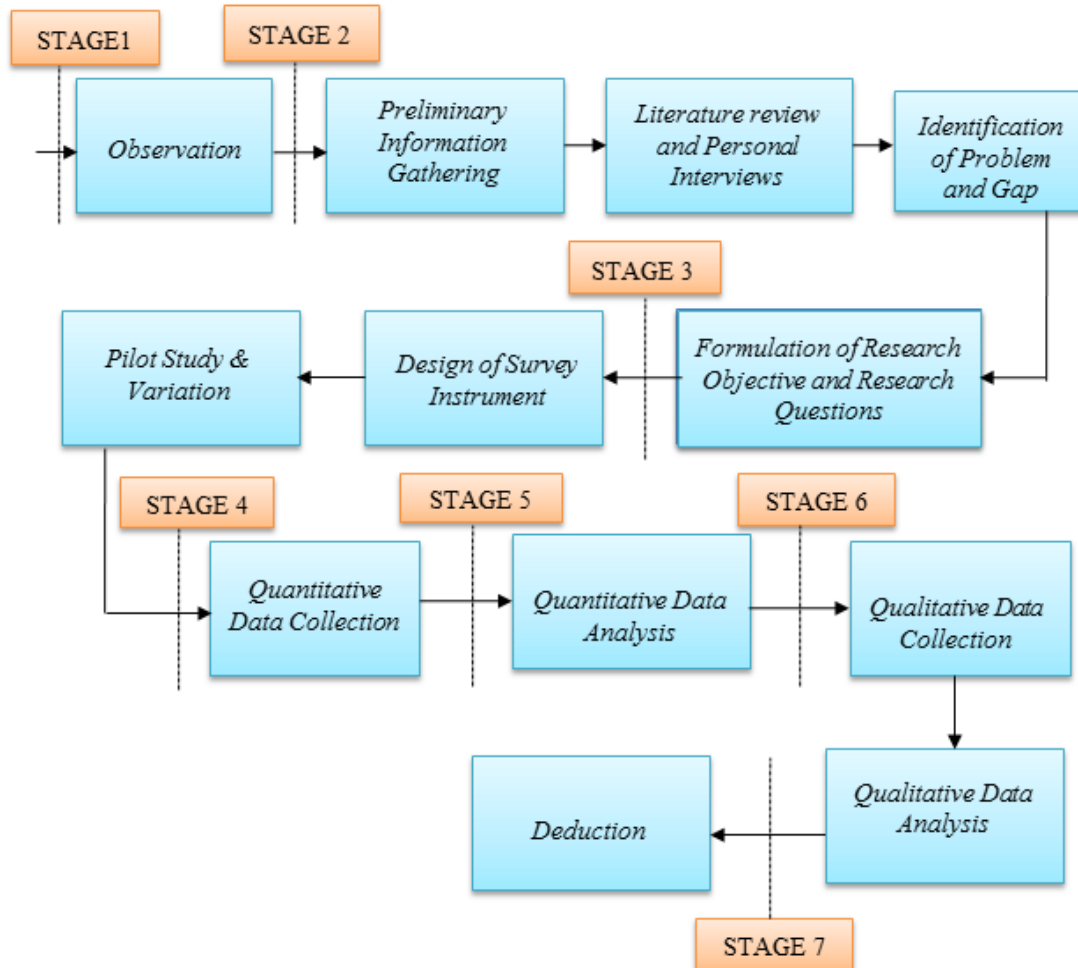 STAGE1
STAGE 2
Observation
Preliminary
Information
Gathering
Literature review
and Personal
Interviews
Identification
of Problem
and Gap
STAGE 3
Pilot Study &
Variation
Design of Survey
Instrument
Formulation of Research
Objective and Research
Questions
STAGE 4
STAGE 5
STAGE 6
Quantitative
Data Collection
Quantitative Data
Analysis
Qualitative Data
Collection
Deduction
Qualitative Data
Analysis
STAGE 7